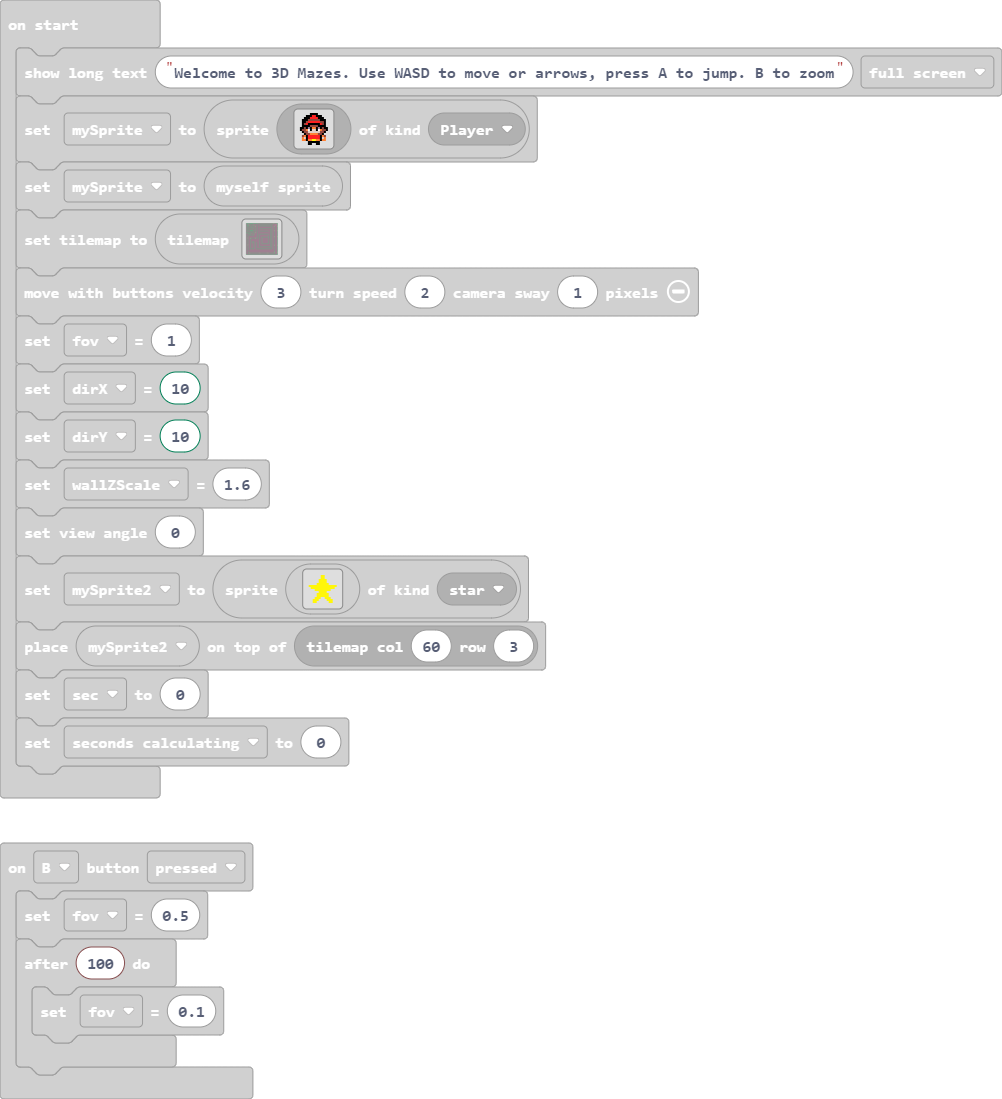 on start
show long text "Welcome to 3D Mazes. Use WASD to move or arrows, press A to jump. B to zoom" full screen
set mySprite to sprite of kind Player
set mySprite to myself sprite
set tilemap to tilemap
move with buttons velocity 3 turn speed 2 camera sway 1 pixels
set fov = 1
set dirX = 10
set dirY = 10
set wallZScale = 1.6
set view angle 0
set mySprite2 to sprite of kind star
place mySprite2 on top of tilemap col 60 row 3
set sec to 0
set seconds calculating to 0
on B button pressed
set fov = 0.5
after 100 do
set fov = 0.1